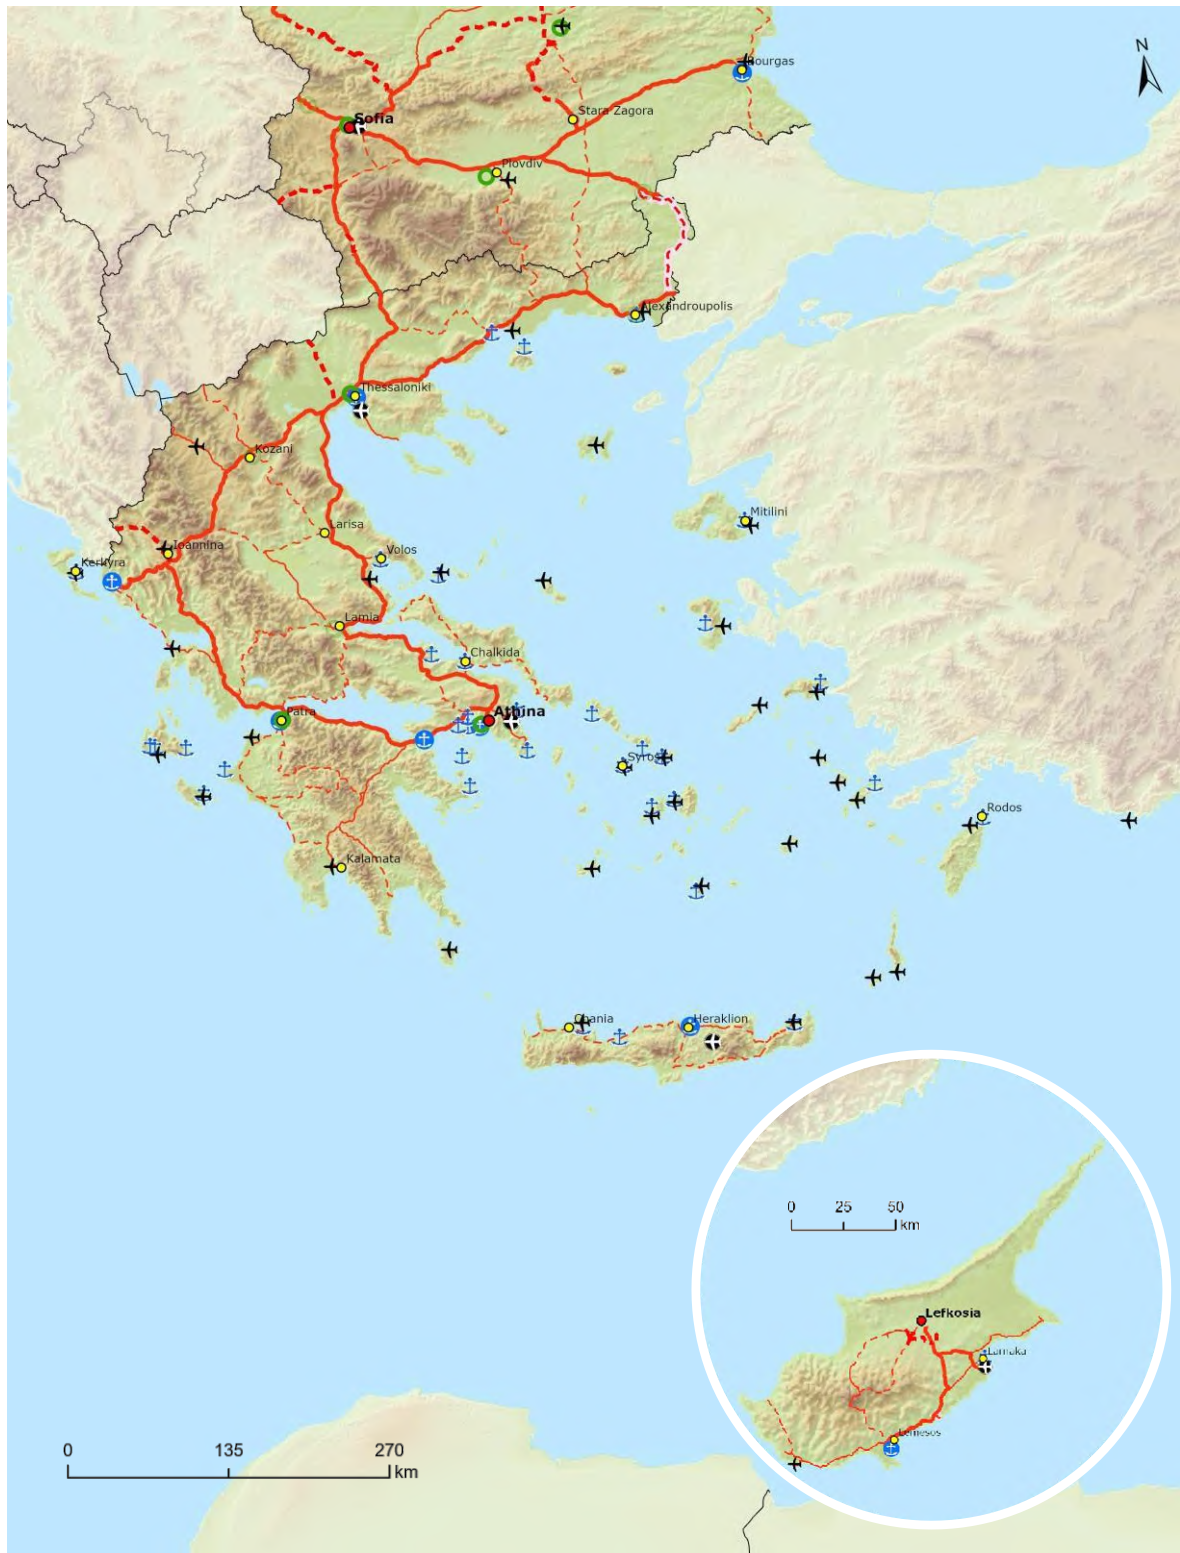 N
Bourgas
Stara Zagora
Sofia
Plovdiv
Alexandroupolis
Thessaloniki
Kozani
Mitilini
Larisa
Ioannina
Volos
Kerkyra
Lamia
Chalkida
Athina
Patra
Syros
Rodos
Kalamata
Chania
Heraklion
0 25 50
km
Lefkosia
Larnaka
Lemesos
0 135 270
km